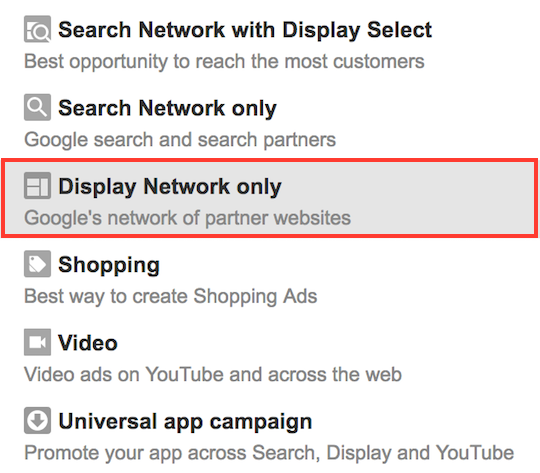 Search Network with Display Select
Best opportunity to reach the most customers
Search Network only
Google search and search partners
Display Network only
Google's network of partner websites
Shopping
Best way to create Shopping Ads
Video
Video ads on YouTube and across the web
Universal app campaign
Promote your app across Search, Display and YouTube